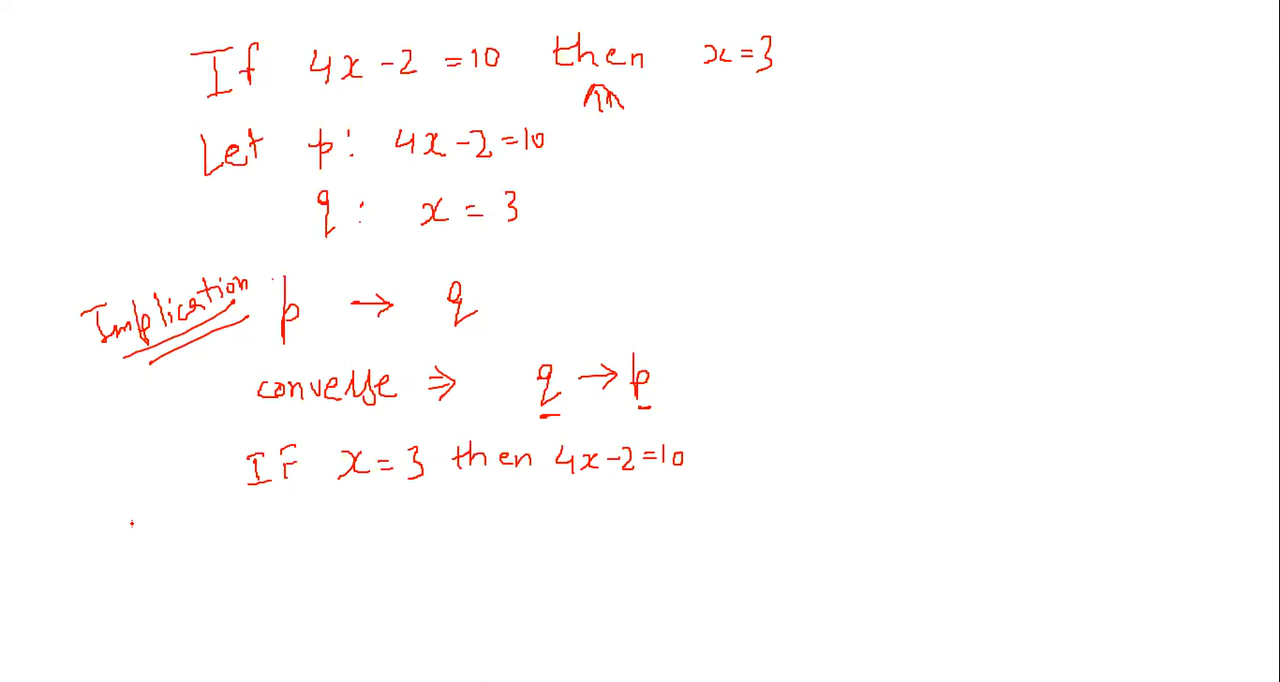 If 4x - 2 = 10 then x = 3
Let p: 4x - 2 = 10
q: x = 3
Implication p → q
converse ⇒ q → p
IF x = 3 then 4x - 2 = 10